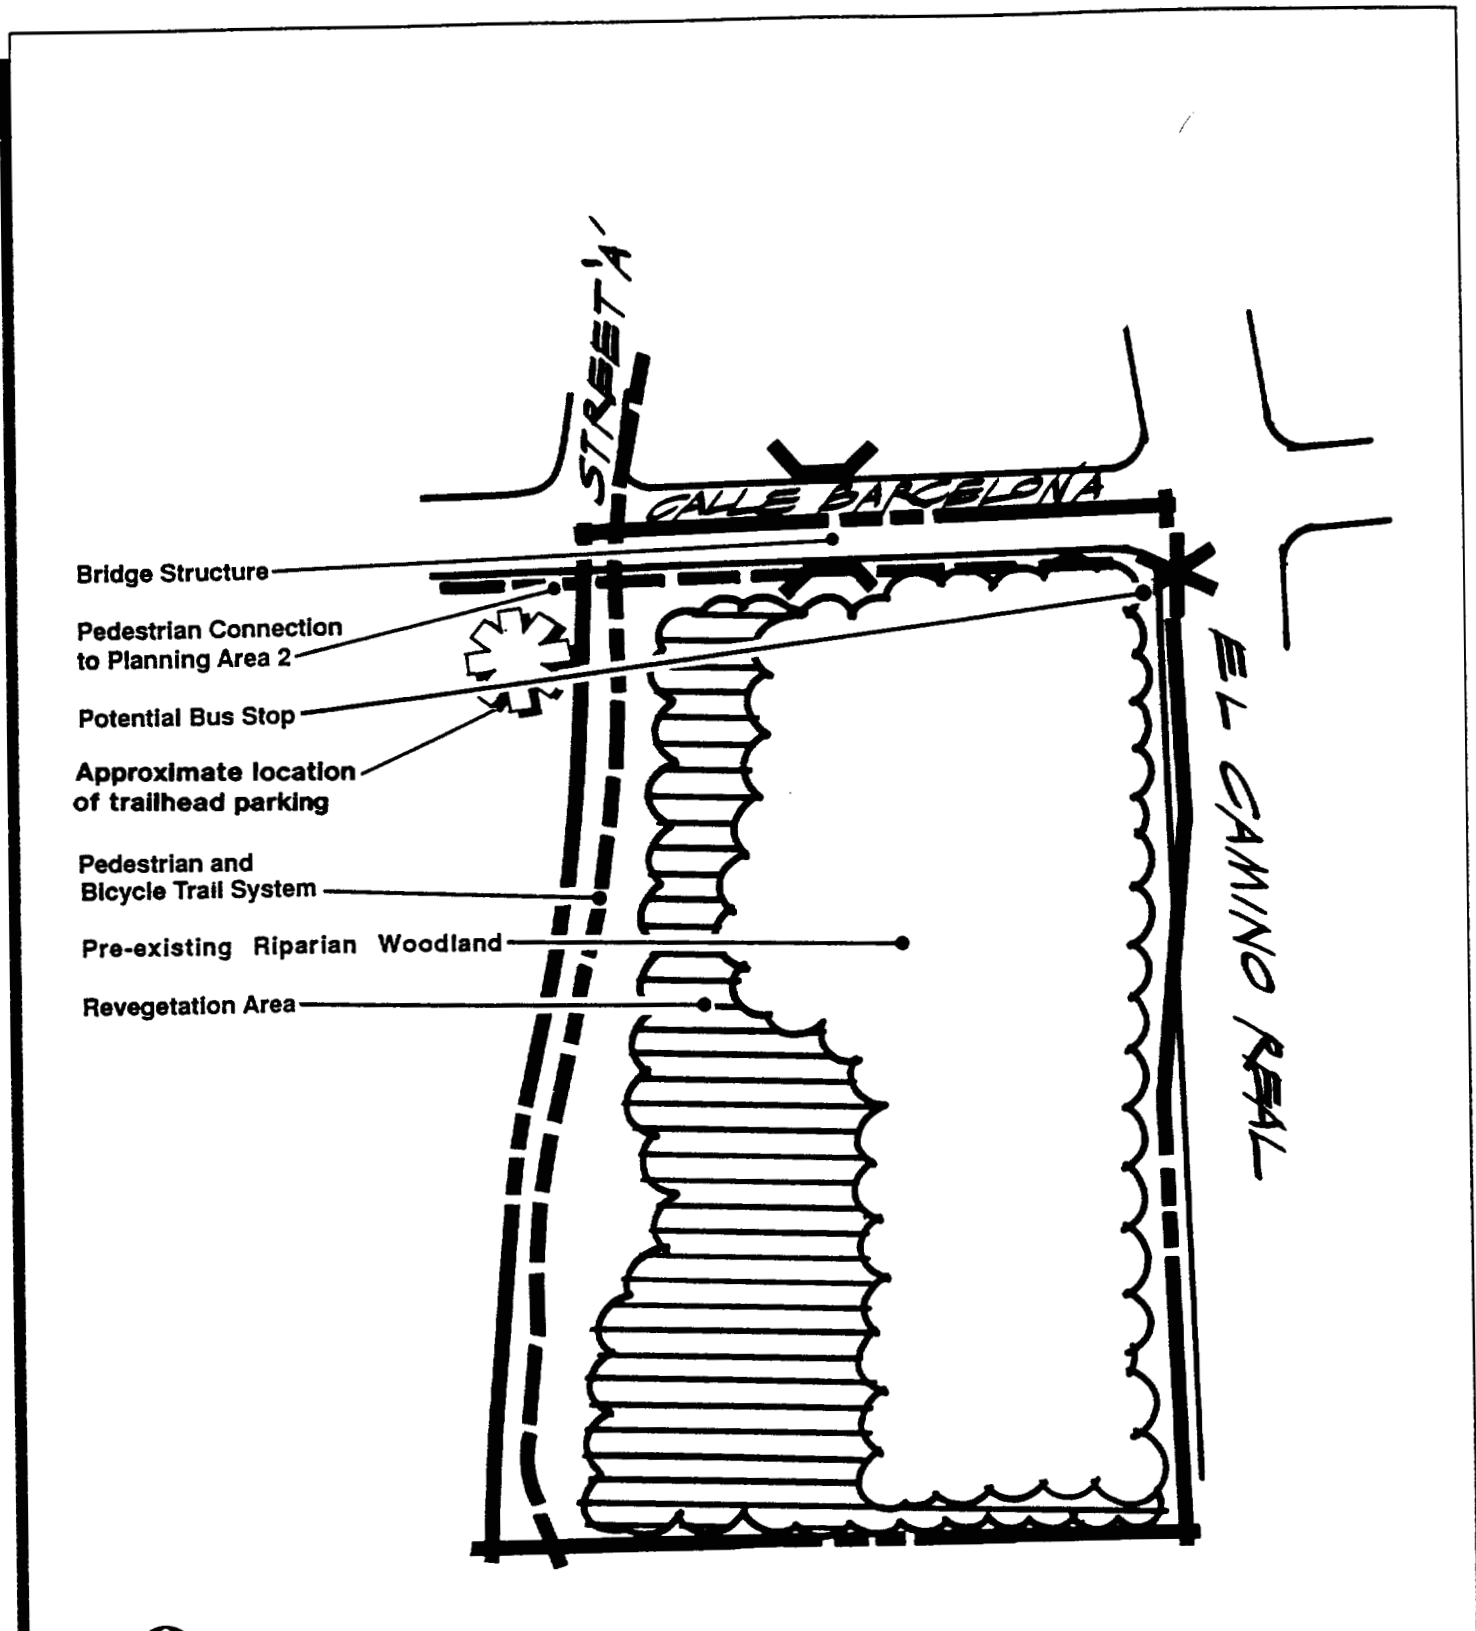 STREET 'A'
CALLE BARCELONA
Bridge Structure
Pedestrian Connection
to Planning Area 2
Potential Bus Stop
Approximate location
of trailhead parking
Pedestrian and
Bicycle Trail System
Pre-existing Riparian Woodland
Revegetation Area
EL CAMINO REAL